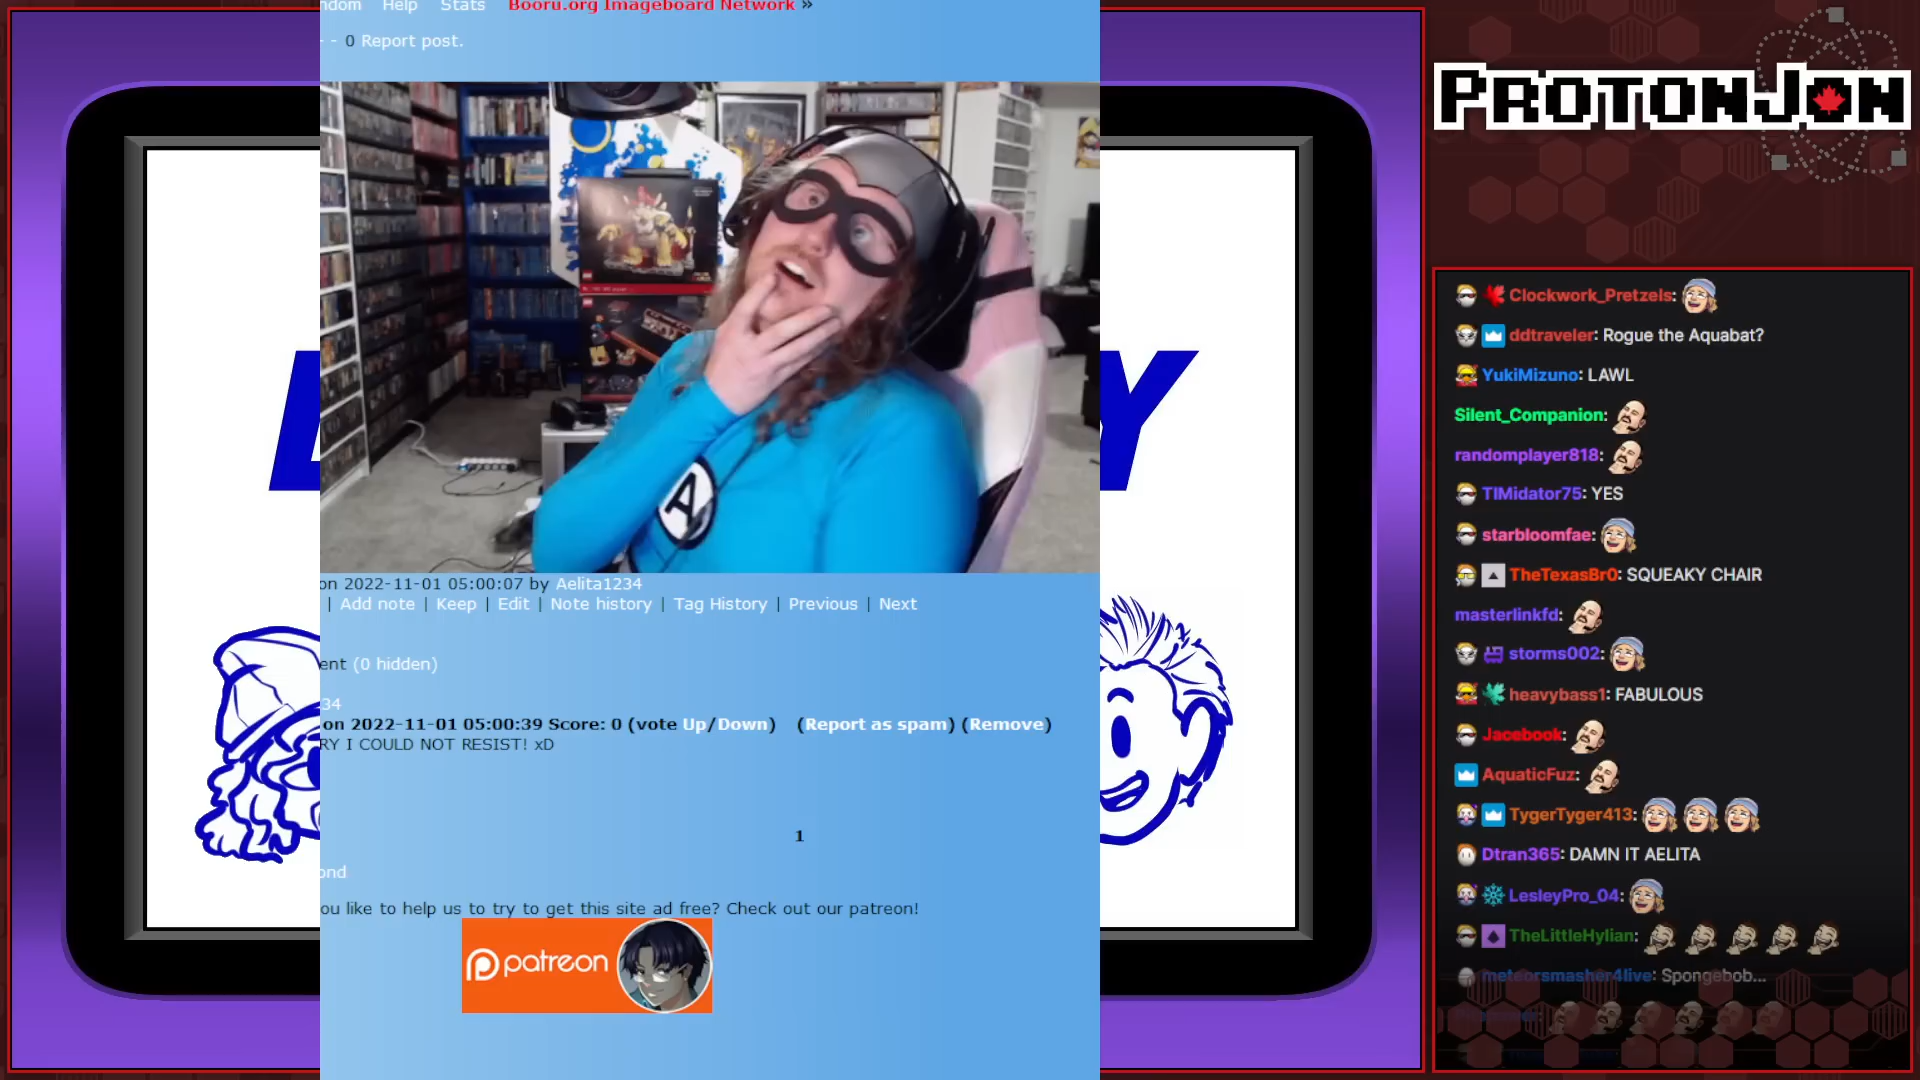 ndom Help Stats Booru.org Imageboard Network »
- - 0 Report post.
A
on 2022-11-01 05:00:07 by Aelita1234
| Add note | Keep | Edit | Note history | Tag History | Previous | Next
ent (0 hidden)
34
on 2022-11-01 05:00:39 Score: 0 (vote Up/Down) (Report as spam) (Remove)
RY I COULD NOT RESIST! xD
1
ond
ou like to help us to try to get this site ad free? Check out our patreon!
patreon
Y
PROTONJON
Clockwork_Pretzels:
ddtraveler: Rogue the Aquabat?
YukiMizuno: LAWL
Silent_Companion:
randomplayer818:
TIMidator75: YES
starbloomfae:
TheTexasBr0: SQUEAKY CHAIR
masterlinkfd:
storms002:
heavybass1: FABULOUS
Jacebook:
AquaticFuz:
TygerTyger413:
Dtran365: DAMN IT AELITA
LesleyPro_04:
TheLittleHylian:
meteorsmasher4live: Spongebob...